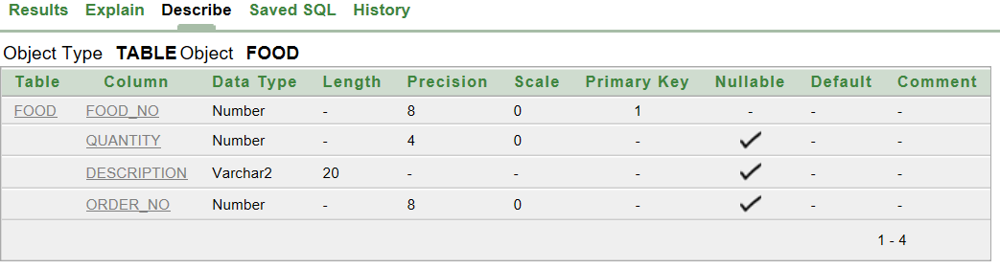 Results Explain Describe Saved SQL History
Object Type TABLE Object FOOD
Table Column Data Type Length Precision Scale Primary Key Nullable Default Comment
FOOD FOOD_NO Number - 8 0 1 - - -
QUANTITY Number - 4 0 - ✓ - -
DESCRIPTION Varchar2 20 - - - ✓ - -
ORDER_NO Number - 8 0 - ✓ - -
1 - 4